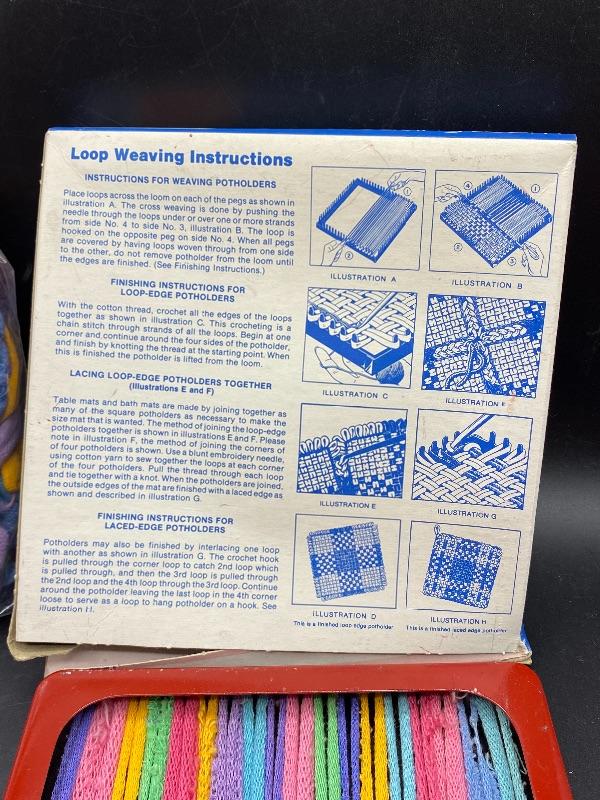 Loop Weaving Instructions
INSTRUCTIONS FOR WEAVING POTHOLDERS
Place loops across the loom on each of the pegs as shown in
illustration A. The cross weaving is done by pushing the
needle through the loops under or over one or more strands
from side No. 4 to side No. 3, illustration B. The loop is
hooked on the opposite peg on side No. 4. When all pegs
are covered by having loops woven through from one side
to the other, do not remove potholder from the loom until
the edges are finished. (See Finishing Instructions.)
FINISHING INSTRUCTIONS FOR
LOOP-EDGE POTHOLDERS
With the cotton thread, crochet all the edges of the loops
together as shown in illustration C. This crocheting is a
chain stitch through strands of all the loops. Begin at one
corner and continue around the four sides of the potholder,
and finish by knotting the thread at the starting point. When
this is finished the potholder is lifted from the loom.
LACING LOOP-EDGE POTHOLDERS TOGETHER
(Illustrations E and F)
Table mats and bath mats are made by joining together as
many of the square potholders as necessary to make the
size mat that is wanted. The method of joining the loop-edge
potholders together is shown in illustrations E and F. Please
note in illustration F, the method of joining the corners of
of four potholders is shown. Use a blunt embroidery needle,
using cotton yarn to sew together the loops at each corner
of the four potholders. Pull the thread through each loop
and tie together with a knot. When the potholders are joined,
the outside edges of the mat are finished with a laced edge as
shown and described in illustration G.
FINISHING INSTRUCTIONS FOR
LACED-EDGE POTHOLDERS
Potholders may also be finished by interlacing one loop
with another as shown in illustration G. The crochet hook
is pulled through the corner loop to catch 2nd loop which
is pulled through, and then the 3rd loop is pulled through
the 2nd loop and the 4th loop through the 3rd loop. Continue
around the potholder leaving the last loop in the 4th corner
loose to serve as a loop to hang potholder on a hook. See
illustration H.
1
2
ILLUSTRATION A
4
1
2
3
ILLUSTRATION B
ILLUSTRATION C
ILLUSTRATION F
ILLUSTRATION E
ILLUSTRATION G
ILLUSTRATION D
This is a finished loop edge potholder
ILLUSTRATION H
This is a finished laced edge potholder